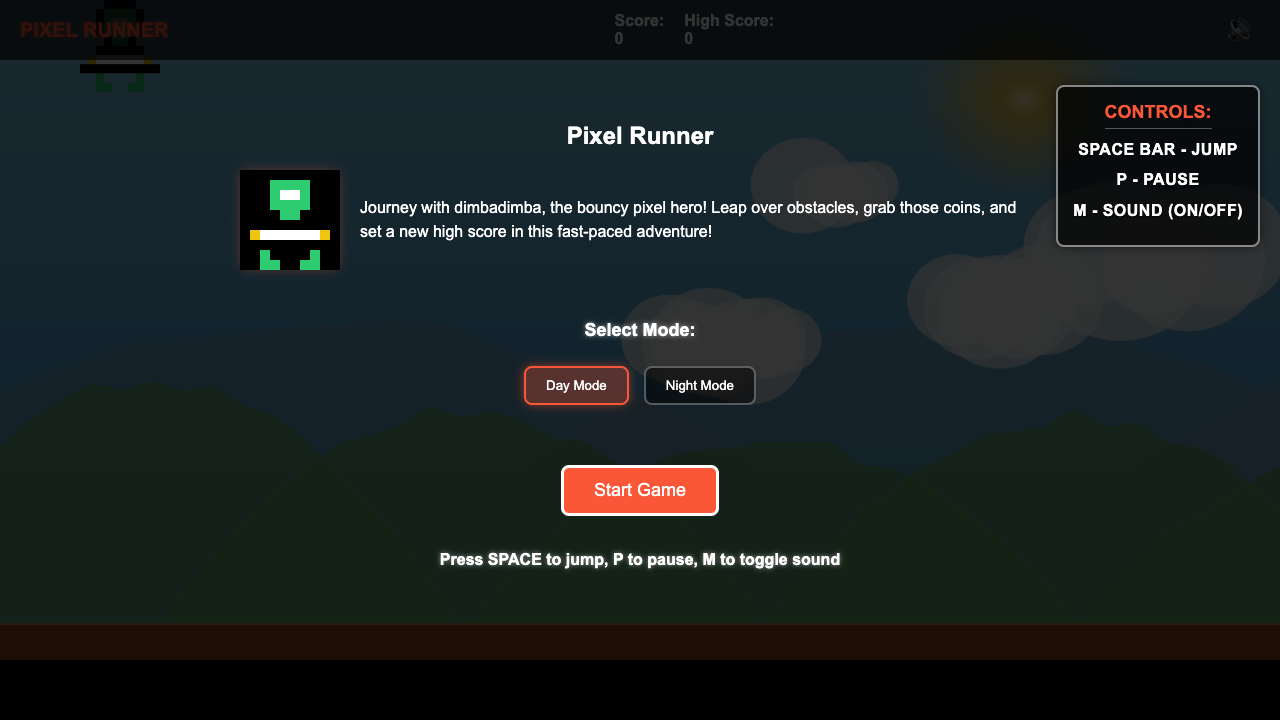 PIXEL RUNNER
Score:
0
High Score:
0
CONTROLS:
SPACE BAR - JUMP
P - PAUSE
M - SOUND (ON/OFF)
Pixel Runner
Journey with dimbadimba, the bouncy pixel hero! Leap over obstacles, grab those coins, and
set a new high score in this fast-paced adventure!
Select Mode:
Day Mode
Night Mode
Start Game
Press SPACE to jump, P to pause, M to toggle sound